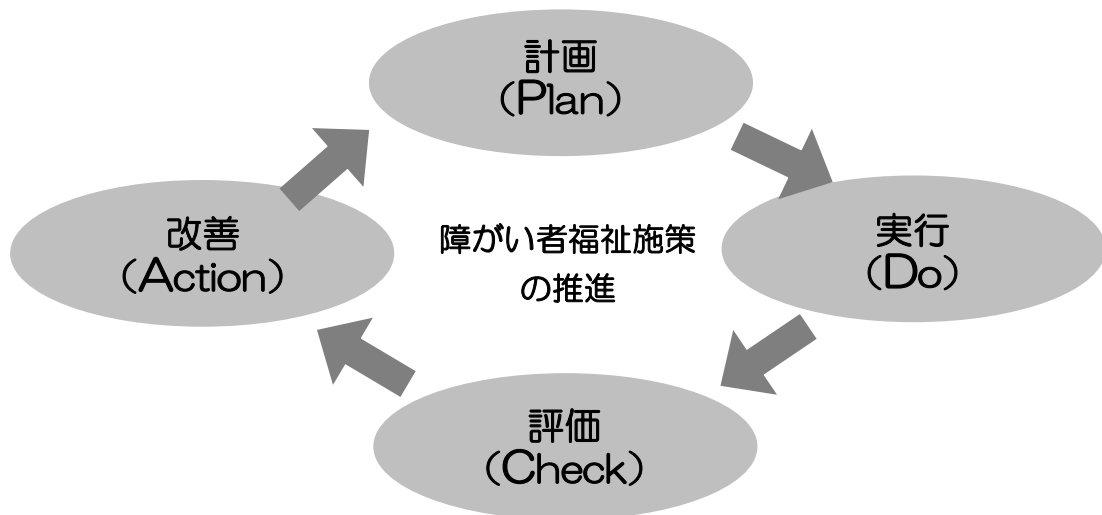 計画
（Plan）
改善
（Action）
障がい者福祉施策
の推進
実行
（Do）
評価
（Check）